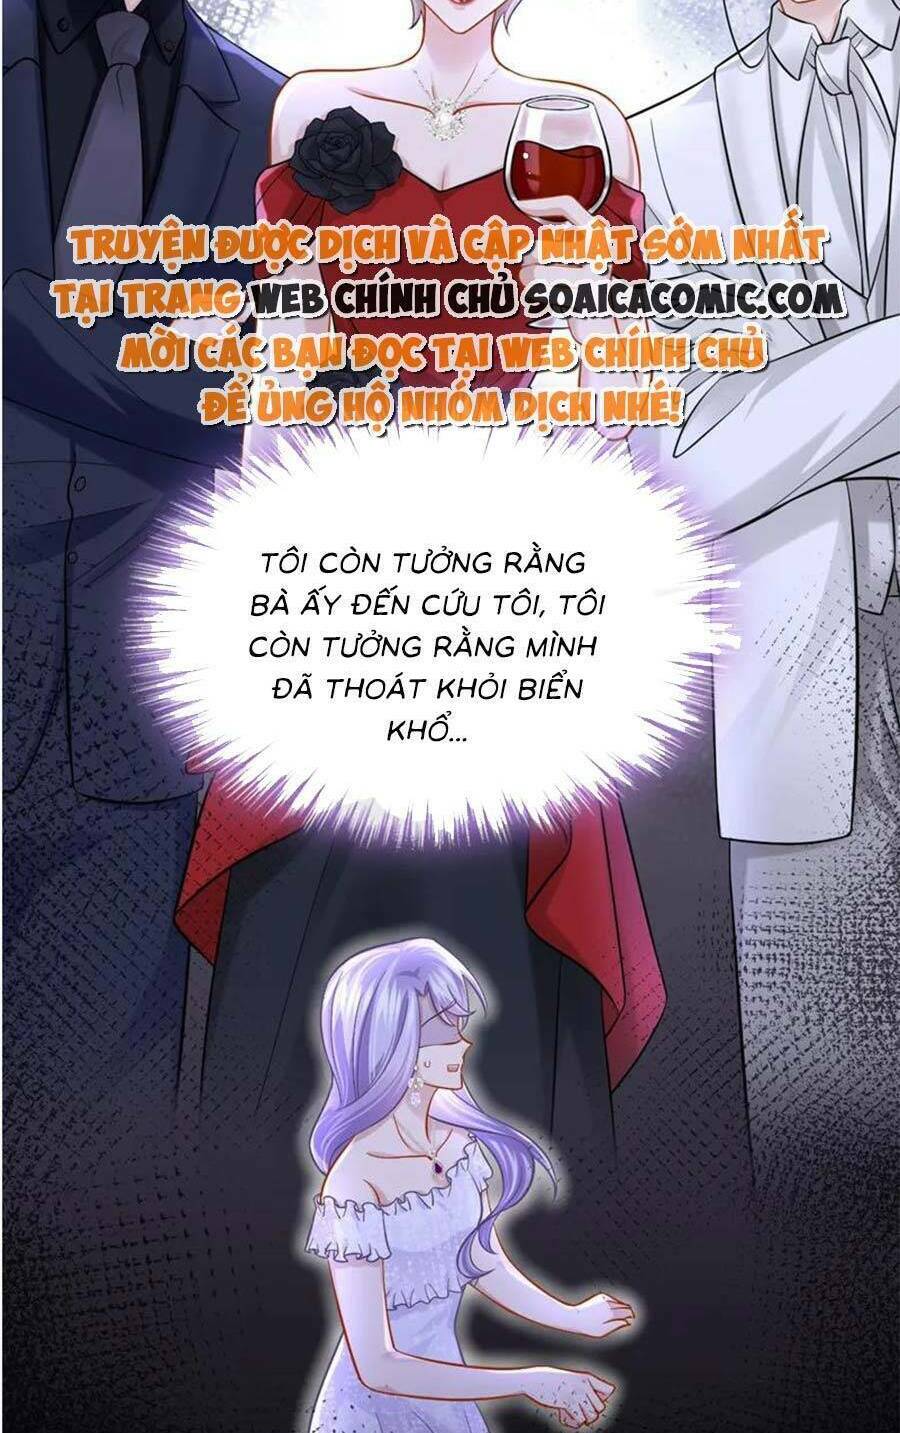 TRUYỆN ĐƯỢC DỊCH VÀ CẬP NHẬT SỚM NHẤT
TẠI TRANG WEB CHÍNH CHỦ SOAICACOMIC.COM
MỜI CÁC BẠN ĐỌC TẠI WEB CHÍNH CHỦ
ĐỂ ỦNG HỘ NHÓM DỊCH NHÉ!
TÔI CÒN TƯỞNG RẰNG
BÀ ẤY ĐẾN CỨU TÔI, TÔI
CÒN TƯỞNG RẰNG MÌNH
ĐÃ THOÁT KHỎI BIỂN
KHỔ...